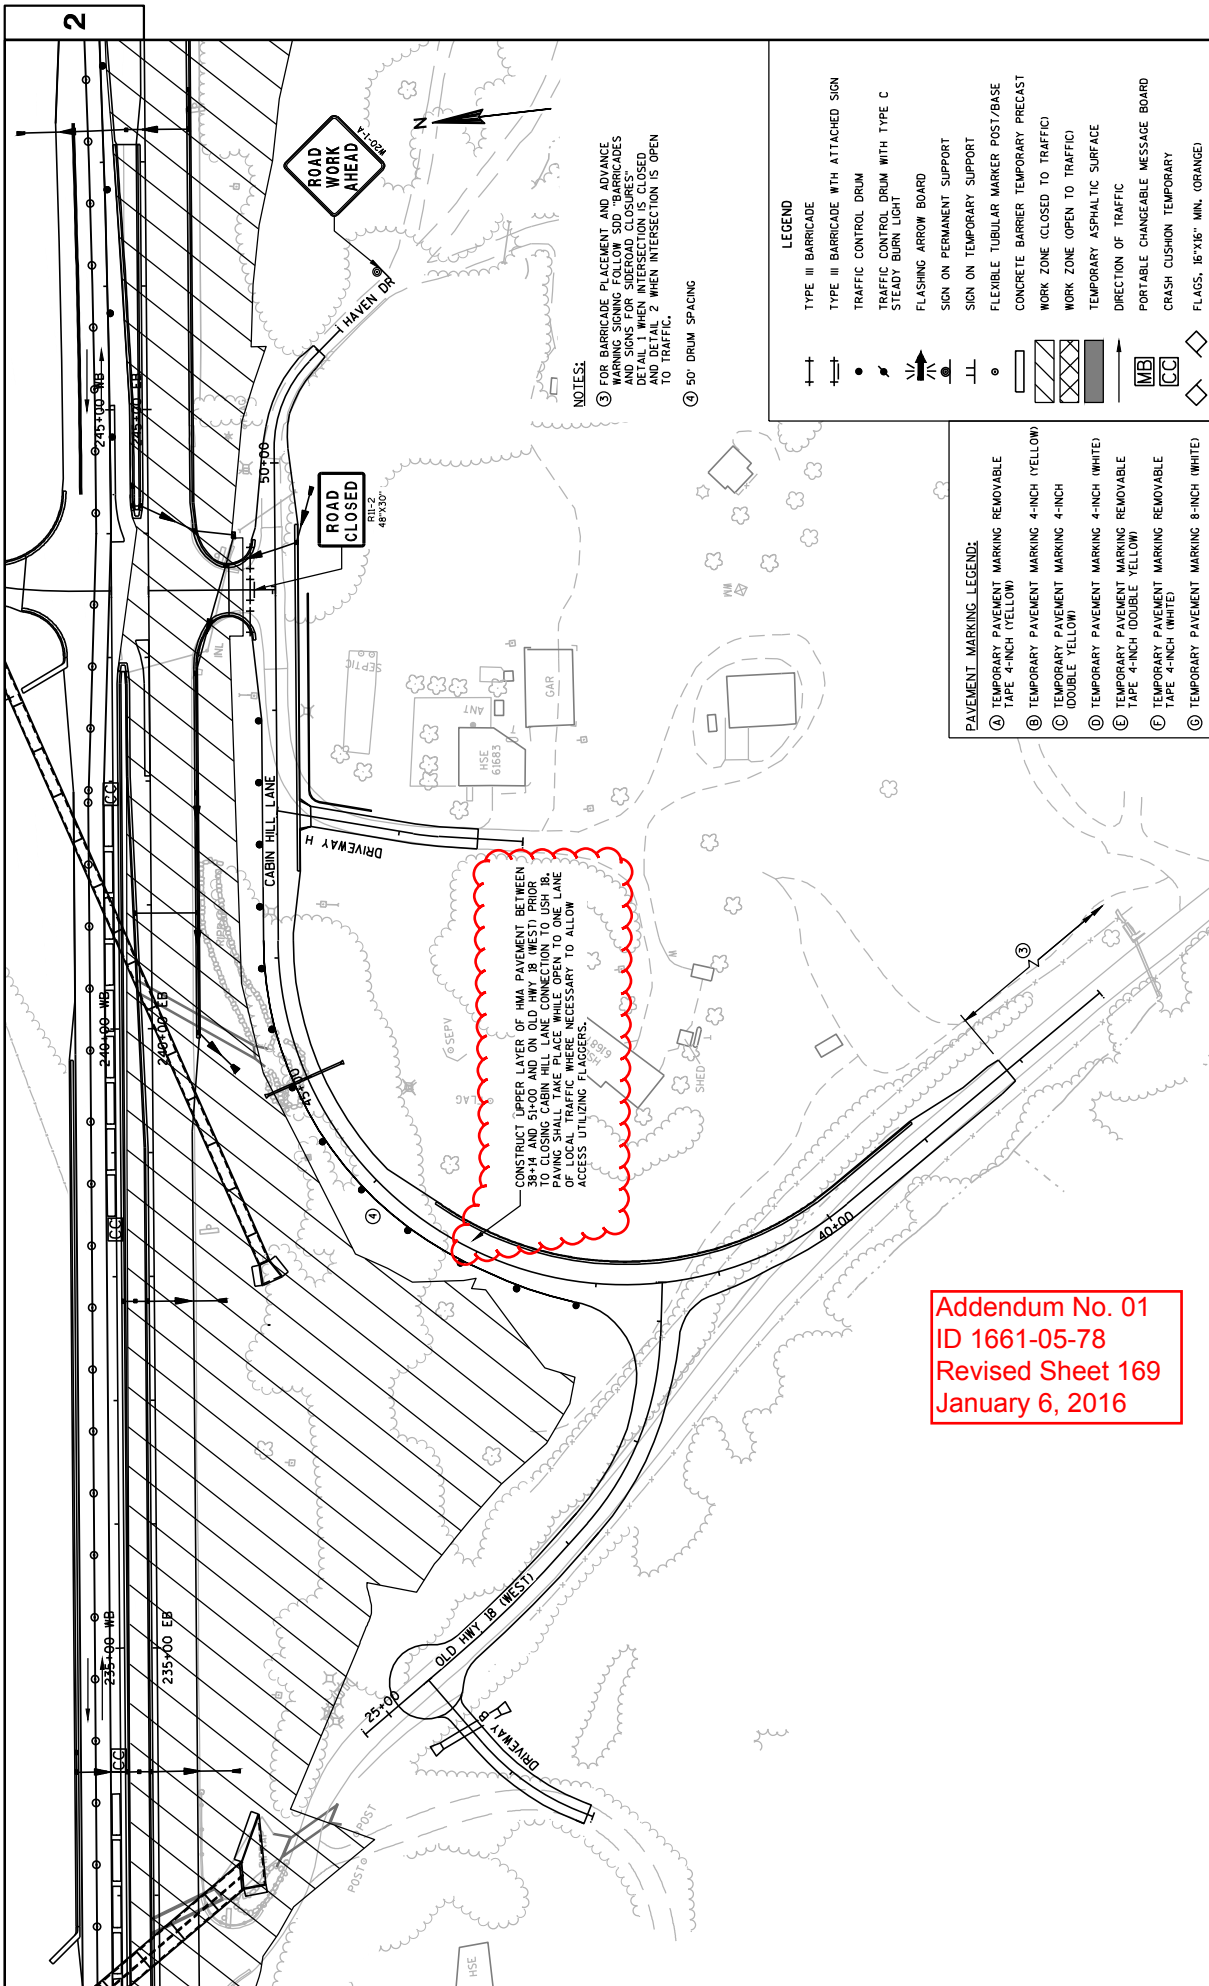 2
245+00 WB
245+00 EB
240+00 WB
240+00 EB
235+00 WB
235+00 EB
CC
CC
CC
ROAD
WORK
AHEAD
W20-1-A
N
HAVEN DR
50+00
ROAD
CLOSED
R11-2
48"X30"
CABIN HILL LANE
DRIVEWAY H
45+00
40+00
OLD HWY 18 (WEST)
25+00
DRIVEWAY B
INL
SEPTIC
ANT
HSE
61683
GAR
WM
SEPV
SHED
W
T
POST
POST
HSE
3
4
CONSTRUCT UPPER LAYER OF HMA PAVEMENT BETWEEN
38+14 AND 51+00 AND ON OLD HWY 18 (WEST) PRIOR
TO CLOSING CABIN HILL LANE CONNECTION TO USH 18.
PAVING SHALL TAKE PLACE WHILE OPEN TO ONE LANE
OF LOCAL TRAFFIC WHERE NECESSARY TO ALLOW
ACCESS UTILIZING FLAGGERS.
NOTES:
3 FOR BARRICADE PLACEMENT AND ADVANCE
WARNING SIGNING FOLLOW SDD "BARRICADES
AND SIGNS FOR SIDEROAD CLOSURES"
DETAIL 1 WHEN INTERSECTION IS CLOSED
AND DETAIL 2 WHEN INTERSECTION IS OPEN
TO TRAFFIC.
4 50' DRUM SPACING
LEGEND
TYPE III BARRICADE
TYPE III BARRICADE WTH ATTACHED SIGN
TRAFFIC CONTROL DRUM
TRAFFIC CONTROL DRUM WITH TYPE C
STEADY BURN LIGHT
FLASHING ARROW BOARD
SIGN ON PERMANENT SUPPORT
SIGN ON TEMPORARY SUPPORT
FLEXIBLE TUBULAR MARKER POST/BASE
CONCRETE BARRIER TEMPORARY PRECAST
WORK ZONE (CLOSED TO TRAFFIC)
WORK ZONE (OPEN TO TRAFFIC)
TEMPORARY ASPHALTIC SURFACE
DIRECTION OF TRAFFIC
MB PORTABLE CHANGEABLE MESSAGE BOARD
CC CRASH CUSHION TEMPORARY
FLAGS, 16"X16" MIN. (ORANGE)
PAVEMENT MARKING LEGEND:
A TEMPORARY PAVEMENT MARKING REMOVABLE
TAPE 4-INCH (YELLOW)
B TEMPORARY PAVEMENT MARKING 4-INCH (YELLOW)
C TEMPORARY PAVEMENT MARKING 4-INCH
(DOUBLE YELLOW)
D TEMPORARY PAVEMENT MARKING 4-INCH (WHITE)
E TEMPORARY PAVEMENT MARKING REMOVABLE
TAPE 4-INCH (DOUBLE YELLOW)
F TEMPORARY PAVEMENT MARKING REMOVABLE
TAPE 4-INCH (WHITE)
G TEMPORARY PAVEMENT MARKING 8-INCH (WHITE)
Addendum No. 01
ID 1661-05-78
Revised Sheet 169
January 6, 2016